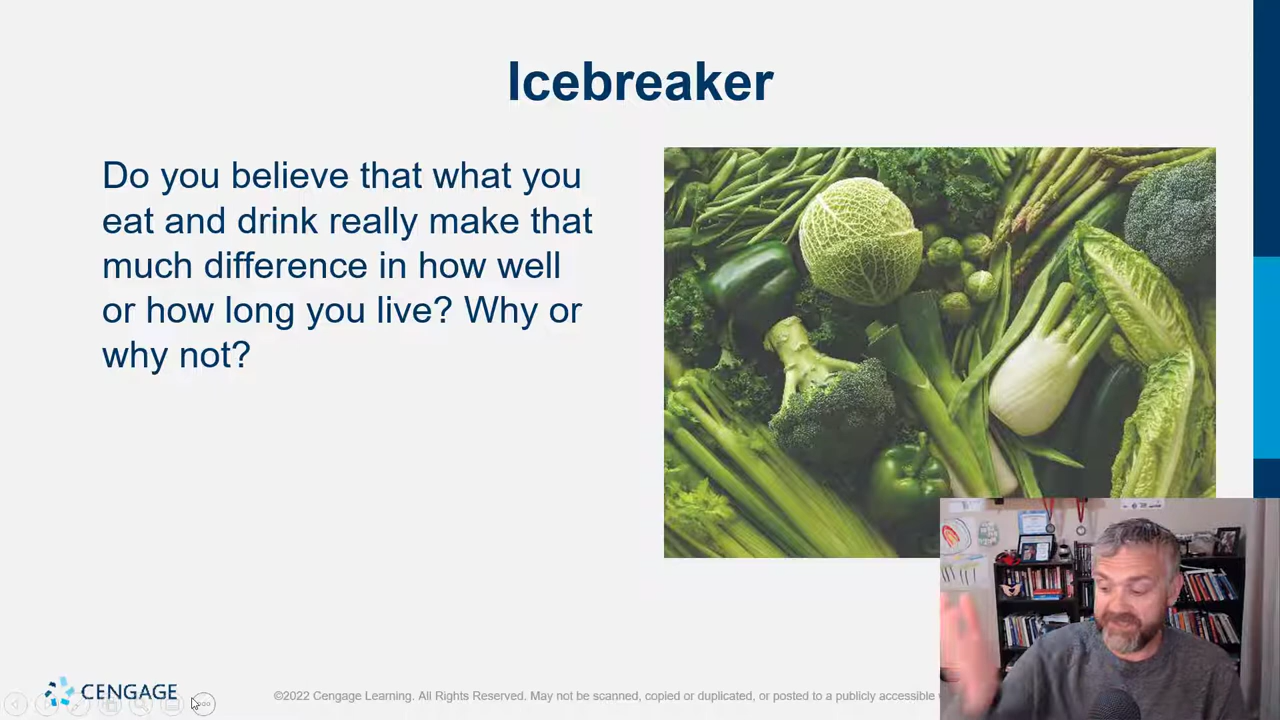 Icebreaker
Do you believe that what you
eat and drink really make that
much difference in how well
or how long you live? Why or
why not?
CENGAGE
©2022 Cengage Learning. All Rights Reserved. May not be scanned, copied or duplicated, or posted to a publicly accessible